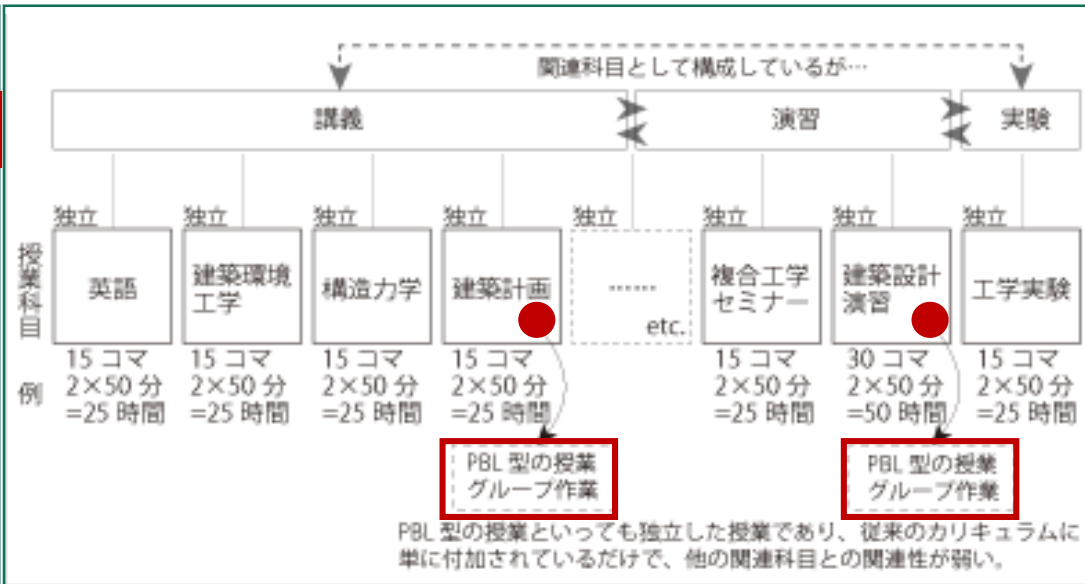 関連科目として構成しているが…
講義
演習
実験
独立
独立
独立
独立
独立
独立
独立
独立
授業科目
例
英語
建築環境
工学
構造力学
建築計画
……
etc.
複合工学
セミナー
建築設計
演習
工学実験
15 コマ
2×50 分
=25 時間
15 コマ
2×50 分
=25 時間
15 コマ
2×50 分
=25 時間
15 コマ
2×50 分
=25 時間
15 コマ
2×50 分
=25 時間
30 コマ
2×50 分
=50 時間
15 コマ
2×50 分
=25 時間
PBL 型の授業
グループ作業
PBL 型の授業
グループ作業
PBL 型の授業といっても独立した授業であり、従来のカリキュラムに
単に付加されているだけで、他の関連科目との関連性が弱い。